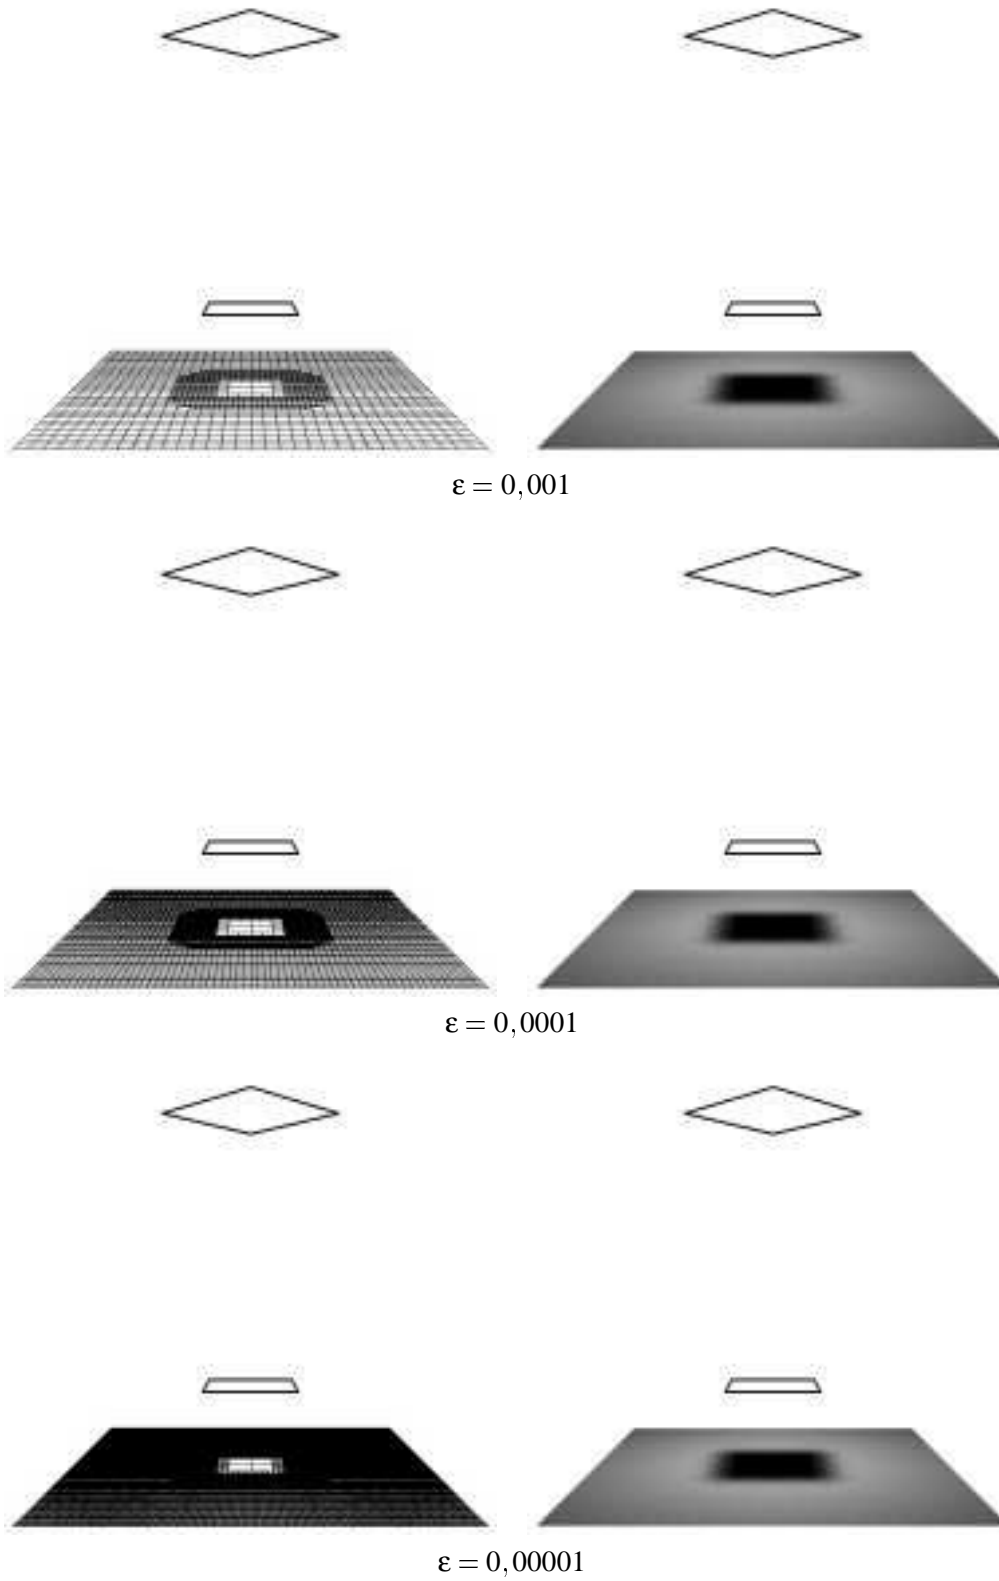 ε = 0,001
ε = 0,0001
ε = 0,00001